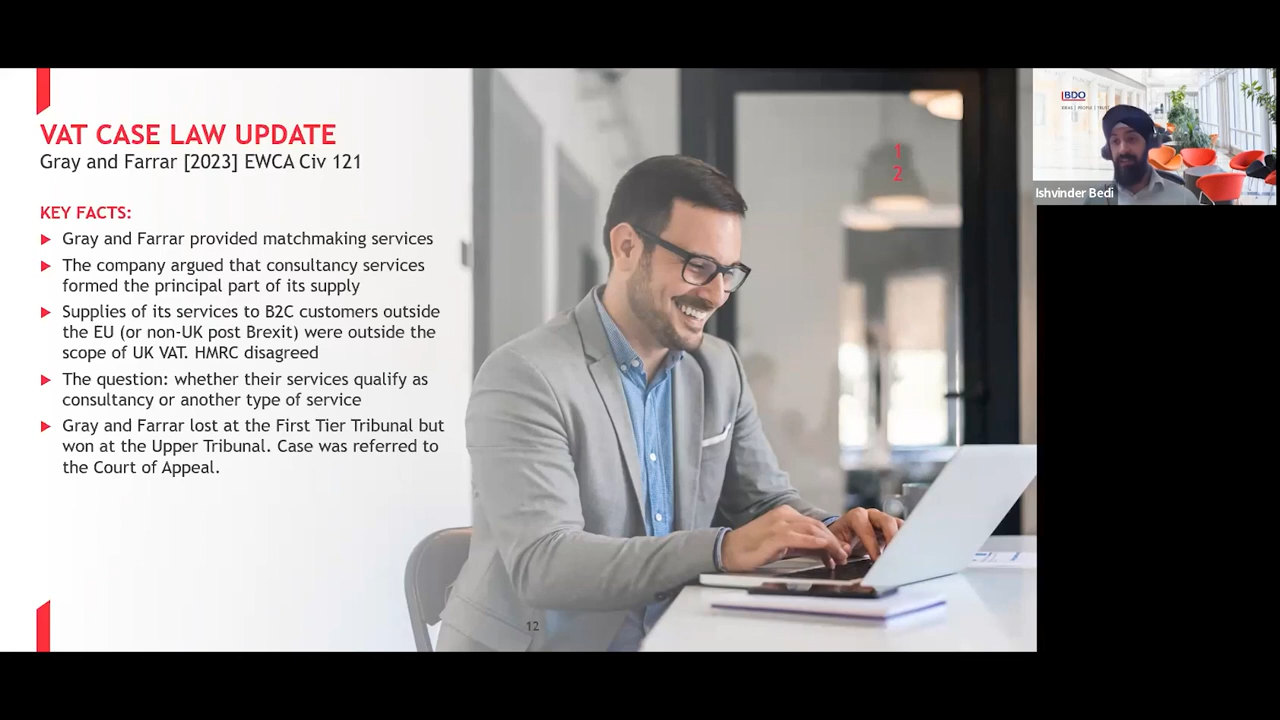 VAT CASE LAW UPDATE
Gray and Farrar [2023] EWCA Civ 121
KEY FACTS:
Gray and Farrar provided matchmaking services
The company argued that consultancy services
formed the principal part of its supply
Supplies of its services to B2C customers outside
the EU (or non-UK post Brexit) were outside the
scope of UK VAT. HMRC disagreed
The question: whether their services qualify as
consultancy or another type of service
Gray and Farrar lost at the First Tier Tribunal but
won at the Upper Tribunal. Case was referred to
the Court of Appeal.
12
1
2
BDO
IDEAS | PEOPLE | TRUST
Ishvinder Bedi